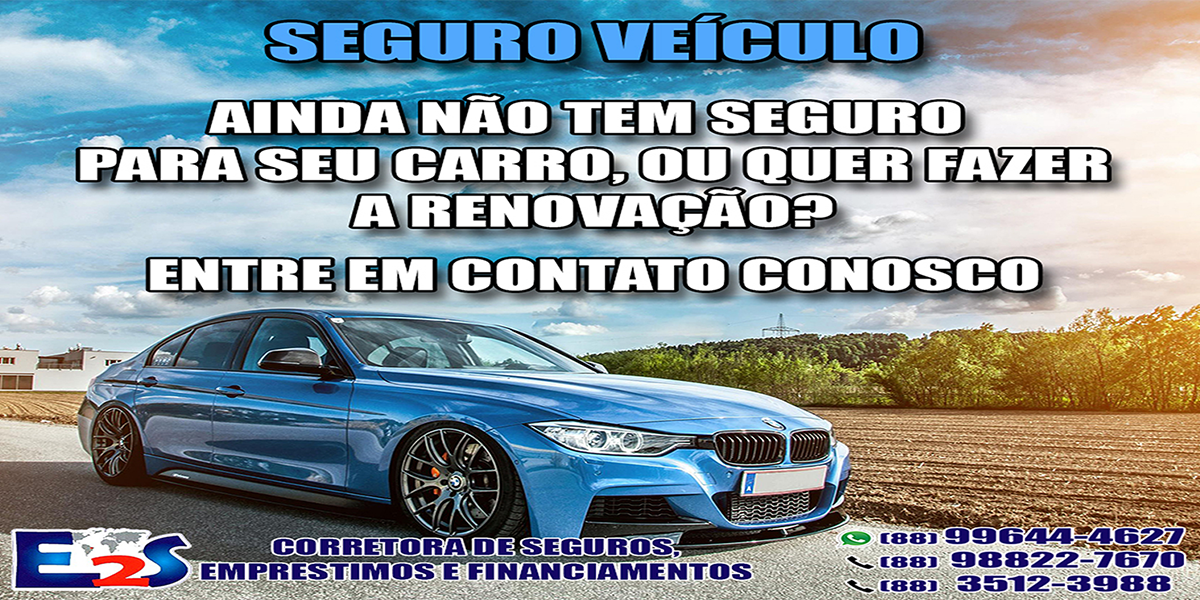 SEGURO VEÍCULO
AINDA NÃO TEM SEGURO
PARA SEU CARRO, OU QUER FAZER
A RENOVAÇÃO?
ENTRE EM CONTATO CONOSCO
E2S
CORRETORA DE SEGUROS,
EMPRESTIMOS E FINANCIAMENTOS
(88) 99644-4627
(88) 98822-7670
(88) 3512-3988